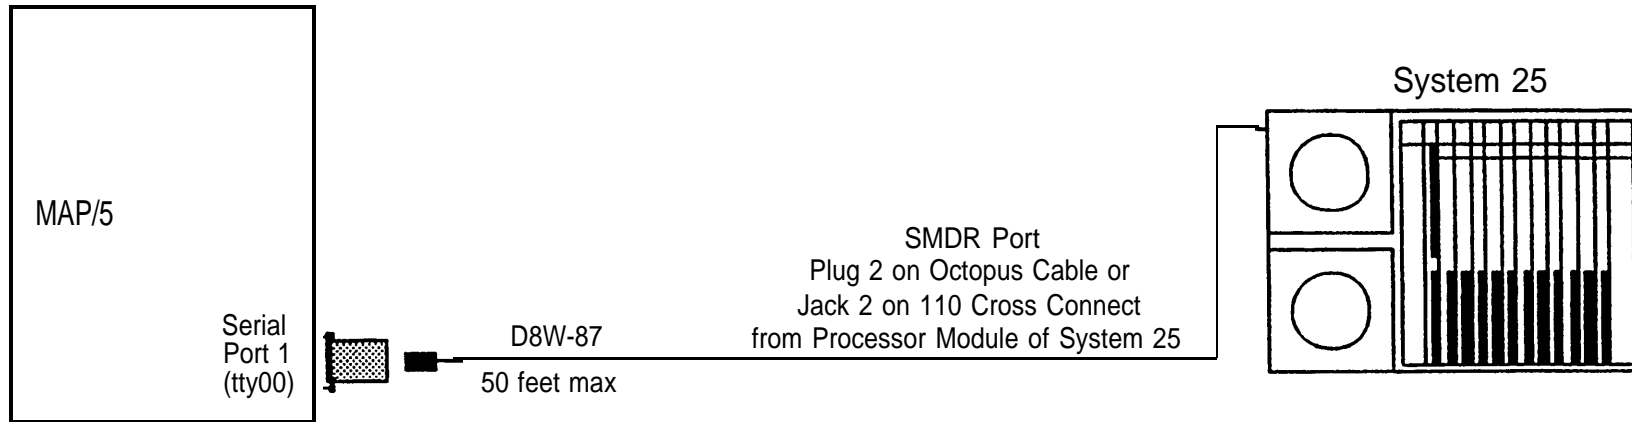 System 25
MAP/5
SMDR Port
Plug 2 on Octopus Cable or
Jack 2 on 110 Cross Connect
from Processor Module of System 25
Serial
Port 1
(tty00)
D8W-87
50 feet max